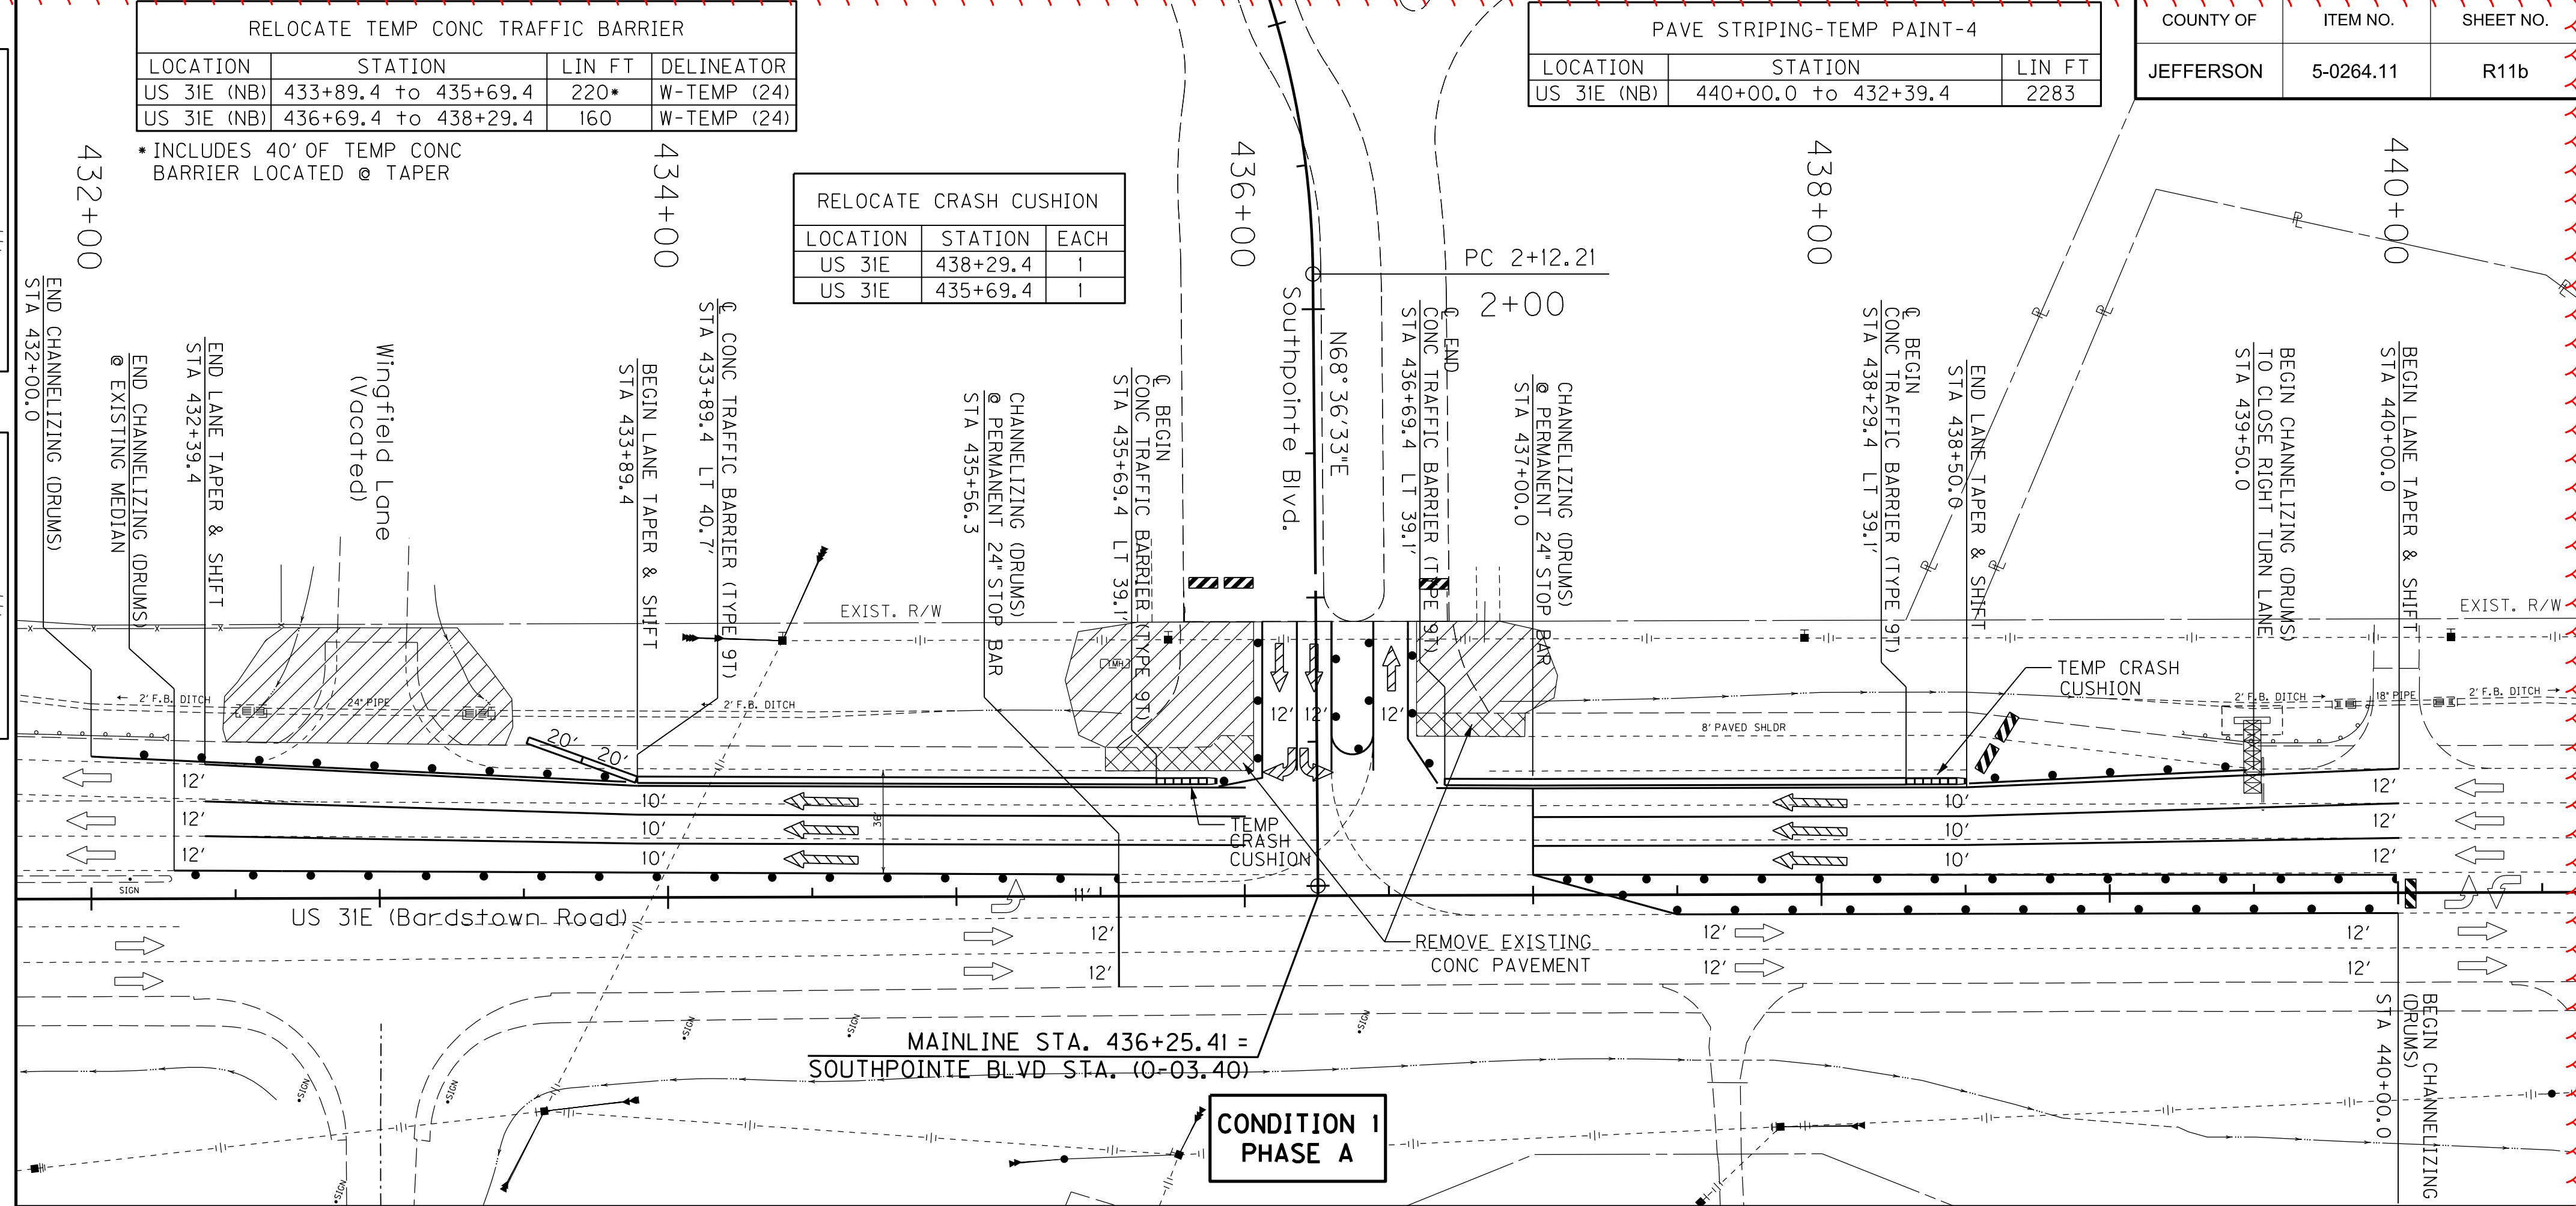 RELOCATE TEMP CONC TRAFFIC BARRIER
LOCATION STATION LIN FT DELINEATOR
US 31E (NB) 433+89.4 to 435+69.4 220* W-TEMP (24)
US 31E (NB) 436+69.4 to 438+29.4 160 W-TEMP (24)
* INCLUDES 40' OF TEMP CONC
BARRIER LOCATED @ TAPER
RELOCATE CRASH CUSHION
LOCATION STATION EACH
US 31E 438+29.4 1
US 31E 435+69.4 1
PAVE STRIPING-TEMP PAINT-4
LOCATION STATION LIN FT
US 31E (NB) 440+00.0 to 432+39.4 2283
COUNTY OF ITEM NO. SHEET NO.
JEFFERSON 5-0264.11 R11b
432+00
434+00
436+00
438+00
440+00
PC 2+12.21
2+00
END CHANNELIZING (DRUMS)
STA 432+00.0
END CHANNELIZING (DRUMS)
@ EXISTING MEDIAN
END LANE TAPER & SHIFT
STA 432+39.4
Wingfield Lane
(Vacated)
BEGIN LANE TAPER & SHIFT
STA 433+89.4
℄ CONC TRAFFIC BARRIER (TYPE 9T)
STA 433+89.4 LT 40.7'
CHANNELIZING (DRUMS)
@ PERMANENT 24" STOP BAR
STA 435+56.3
℄ BEGIN
CONC TRAFFIC BARRIER (TYPE 9T)
STA 435+69.4 LT 39.1'
Southpointe Blvd.
N68°36'33"E
℄ END
CONC TRAFFIC BARRIER (TYPE 9T)
STA 436+69.4 LT 39.1'
CHANNELIZING (DRUMS)
@ PERMANENT 24" STOP BAR
STA 437+00.0
℄ BEGIN
CONC TRAFFIC BARRIER (TYPE 9T)
STA 438+29.4 LT 39.1'
END LANE TAPER & SHIFT
STA 438+50.0
BEGIN CHANNELIZING (DRUMS)
TO CLOSE RIGHT TURN LANE
STA 439+50.0
BEGIN LANE TAPER & SHIFT
STA 440+00.0
PL
PL
PL
PL
PL
PL
EXIST. R/W
EXIST. R/W
MH
TEMP CRASH
CUSHION
2' F.B. DITCH
24" PIPE
2' F.B. DITCH
8' PAVED SHLDR
2' F.B. DITCH
18" PIPE
2' F.B. DITCH
20'
20'
12'
12'
12'
12'
12'
12'
10'
10'
10'
36'
TEMP
CRASH
CUSHION
10'
10'
10'
12'
12'
12'
SIGN
11'
US 31E (Bardstown Road)
12'
12'
REMOVE EXISTING
CONC PAVEMENT
12'
12'
12'
12'
SIGN
SIGN
SIGN
SIGN
SIGN
SIGN
MAINLINE STA. 436+25.41 =
SOUTHPOINTE BLVD STA. (0-03.40)
BEGIN CHANNELIZING
(DRUMS)
STA 440+00.0
CONDITION 1
PHASE A